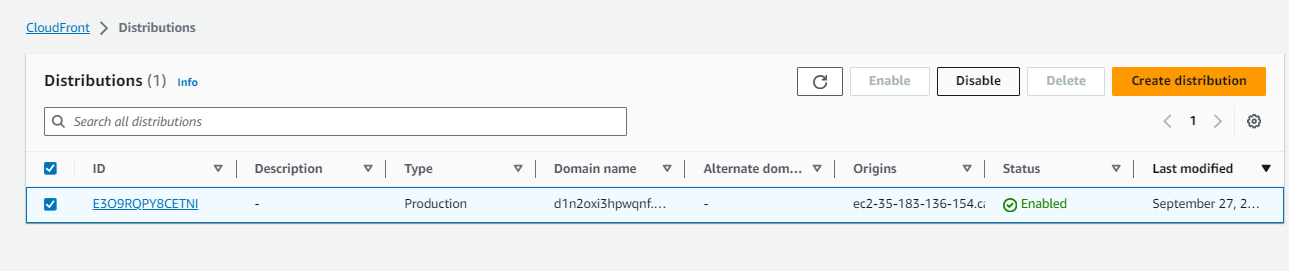 CloudFront > Distributions
Distributions (1) Info
Enable Disable Delete Create distribution
Search all distributions
1
ID Description Type Domain name Alternate dom... Origins Status Last modified
E3O9RQPY8CETNI - Production d1n2oxi3hpwqnf.... - ec2-35-183-136-154.ca Enabled September 27, 2...